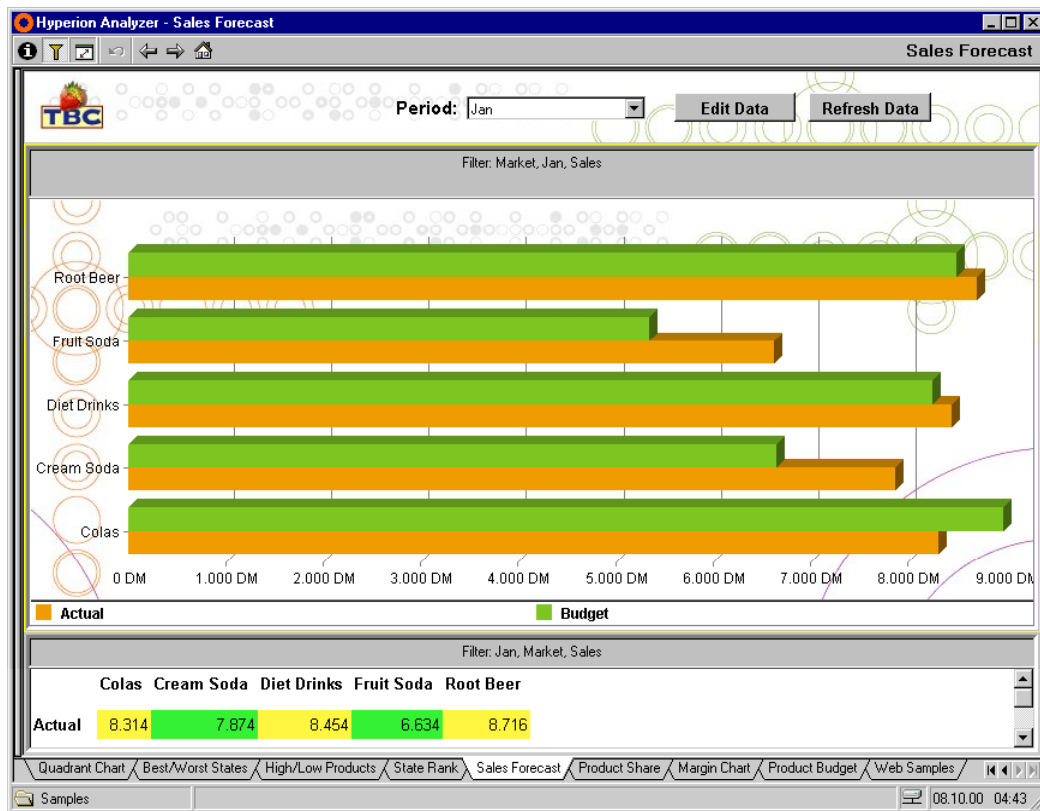 Hyperion Analyzer - Sales Forecast
Sales Forecast
TBC
Period: Jan Edit Data Refresh Data
Filter: Market, Jan, Sales
Root Beer
Fruit Soda
Diet Drinks
Cream Soda
Colas
0 DM 1.000 DM 2.000 DM 3.000 DM 4.000 DM 5.000 DM 6.000 DM 7.000 DM 8.000 DM 9.000 DM
Actual Budget
Filter: Jan, Market, Sales
Colas Cream Soda Diet Drinks Fruit Soda Root Beer
Actual 8.314 7.874 8.454 6.634 8.716
Quadrant Chart Best/Worst States High/Low Products State Rank Sales Forecast Product Share Margin Chart Product Budget Web Samples
Samples 08.10.00 04:43